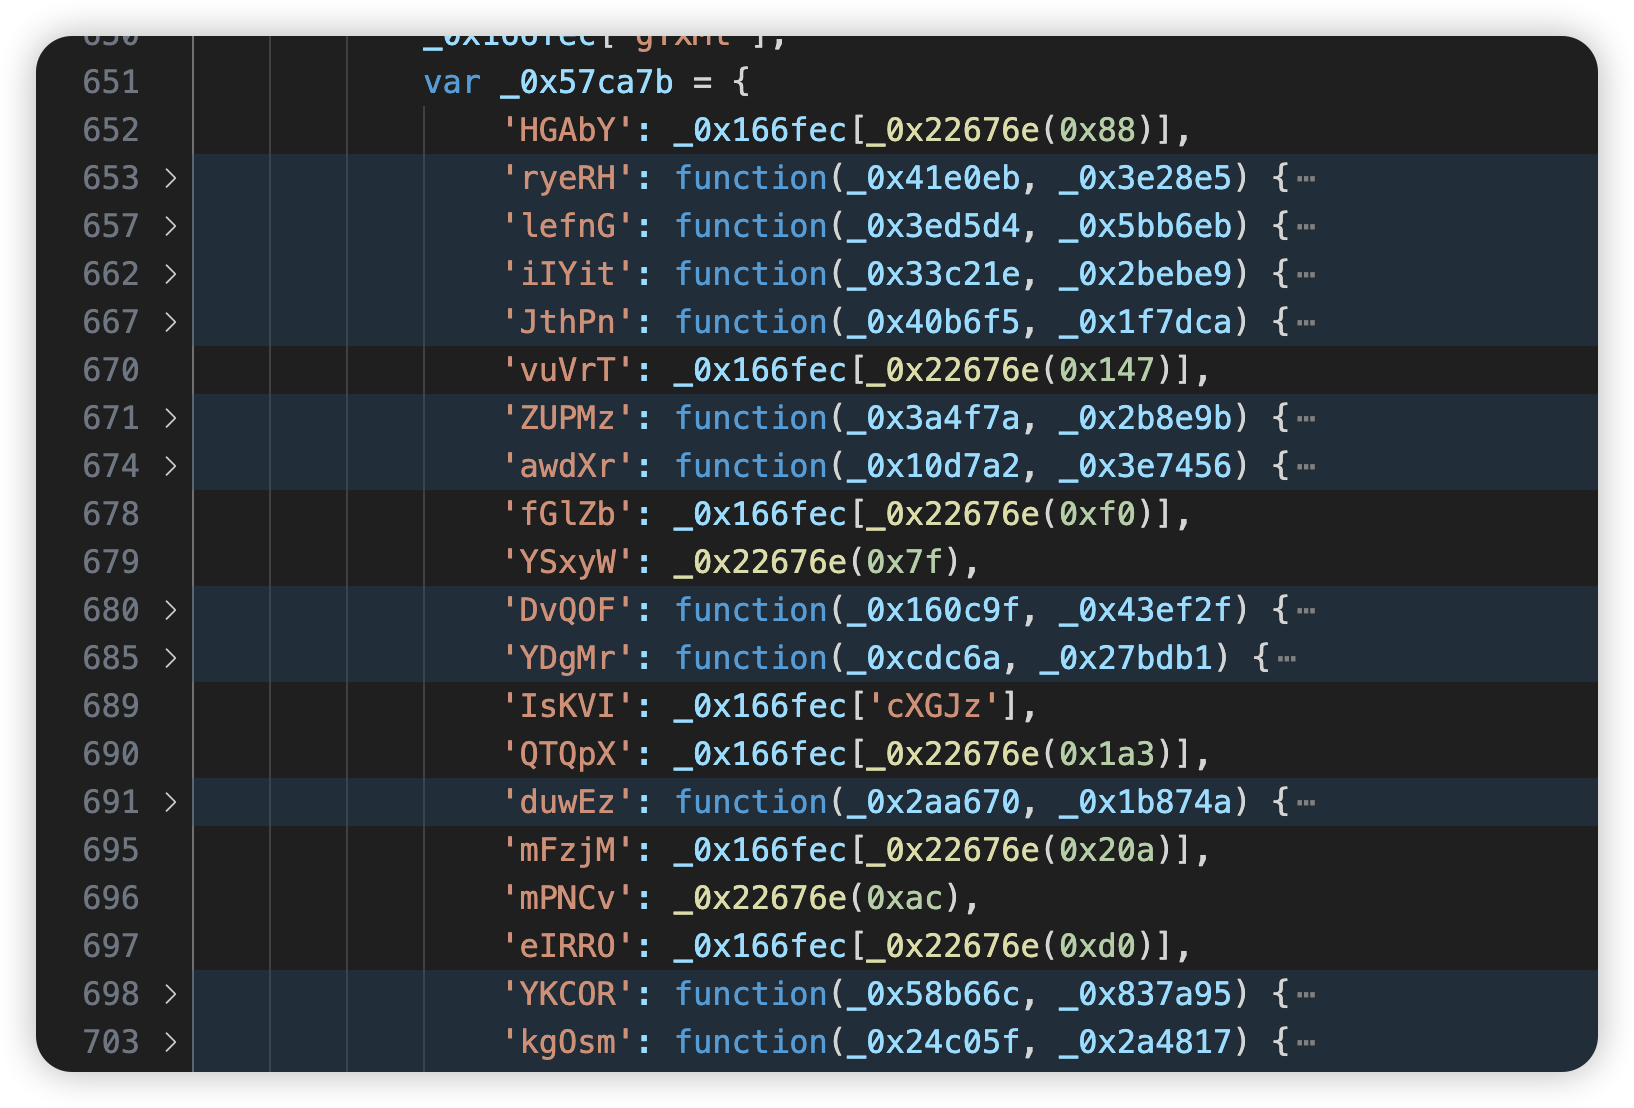 650 _0x166fec['gfxMt'],
651 var _0x57ca7b = {
652 'HGAbY': _0x166fec[_0x22676e(0x88)],
653 'ryeRH': function(_0x41e0eb, _0x3e28e5) {⋯
657 'lefnG': function(_0x3ed5d4, _0x5bb6eb) {⋯
662 'iIYit': function(_0x33c21e, _0x2bebe9) {⋯
667 'JthPn': function(_0x40b6f5, _0x1f7dca) {⋯
670 'vuVrT': _0x166fec[_0x22676e(0x147)],
671 'ZUPMz': function(_0x3a4f7a, _0x2b8e9b) {⋯
674 'awdXr': function(_0x10d7a2, _0x3e7456) {⋯
678 'fGlZb': _0x166fec[_0x22676e(0xf0)],
679 'YSxyW': _0x22676e(0x7f),
680 'DvQOF': function(_0x160c9f, _0x43ef2f) {⋯
685 'YDgMr': function(_0xcdc6a, _0x27bdb1) {⋯
689 'IsKVI': _0x166fec['cXGJz'],
690 'QTQpX': _0x166fec[_0x22676e(0x1a3)],
691 'duwEz': function(_0x2aa670, _0x1b874a) {⋯
695 'mFzjM': _0x166fec[_0x22676e(0x20a)],
696 'mPNCv': _0x22676e(0xac),
697 'eIRRO': _0x166fec[_0x22676e(0xd0)],
698 'YKCOR': function(_0x58b66c, _0x837a95) {⋯
703 'kgOsm': function(_0x24c05f, _0x2a4817) {⋯